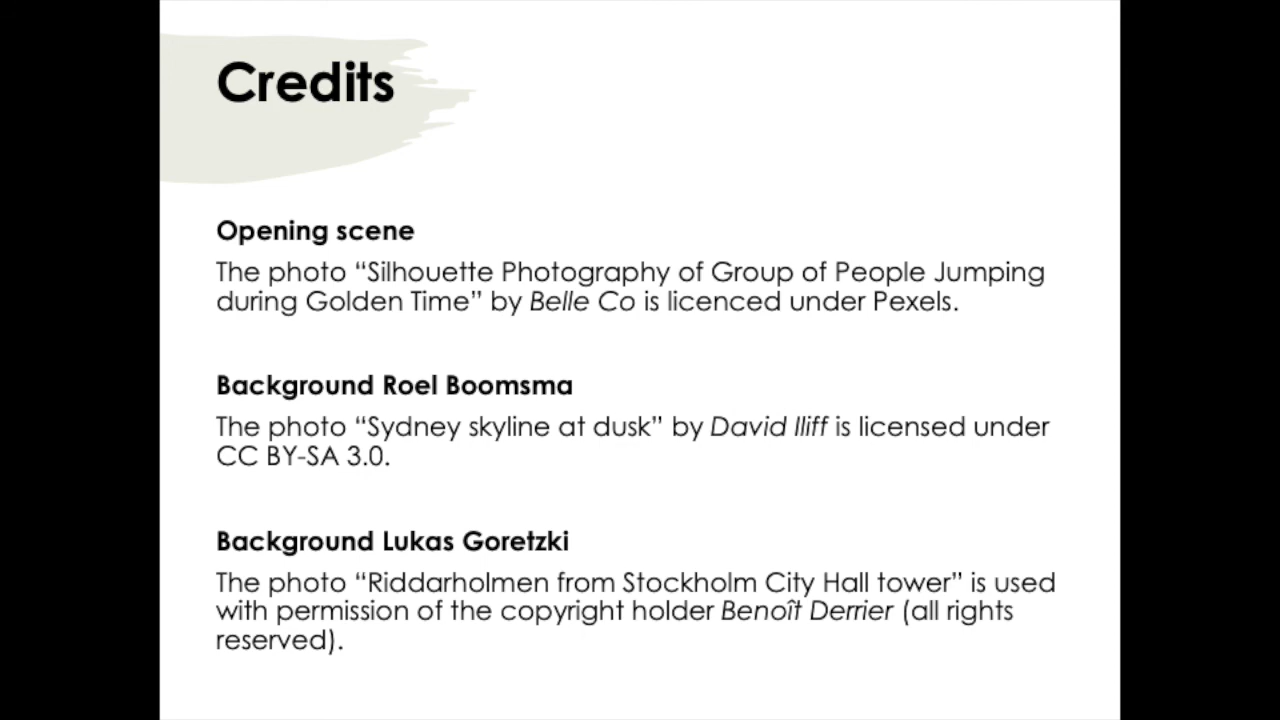 Credits
Opening scene
The photo “Silhouette Photography of Group of People Jumping
during Golden Time” by Belle Co is licenced under Pexels.
Background Roel Boomsma
The photo “Sydney skyline at dusk” by David Iliff is licensed under
CC BY-SA 3.0.
Background Lukas Goretzki
The photo “Riddarholmen from Stockholm City Hall tower” is used
with permission of the copyright holder Benoît Derrier (all rights
reserved).